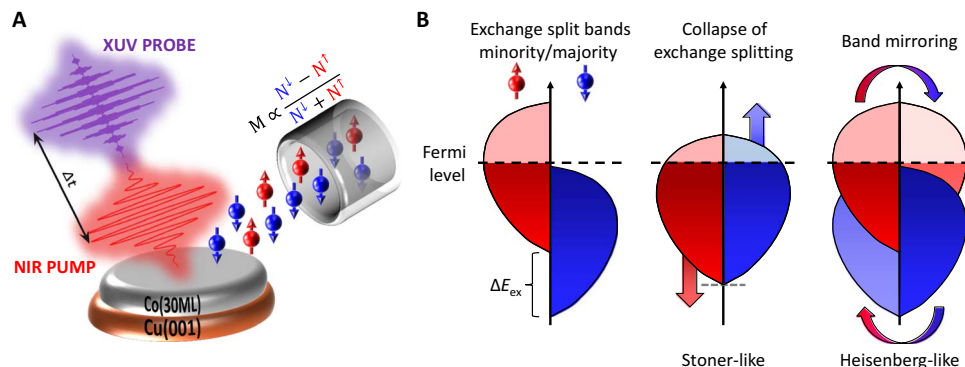 A
XUV PROBE
Δt
NIR PUMP
M ∝ N↓ − N↑ / N↓ + N↑
Co(30ML)
Cu(001)
B
Exchange split bands
minority/majority
Collapse of
exchange splitting
Band mirroring
Fermi
level
ΔEex
Stoner-like
Heisenberg-like